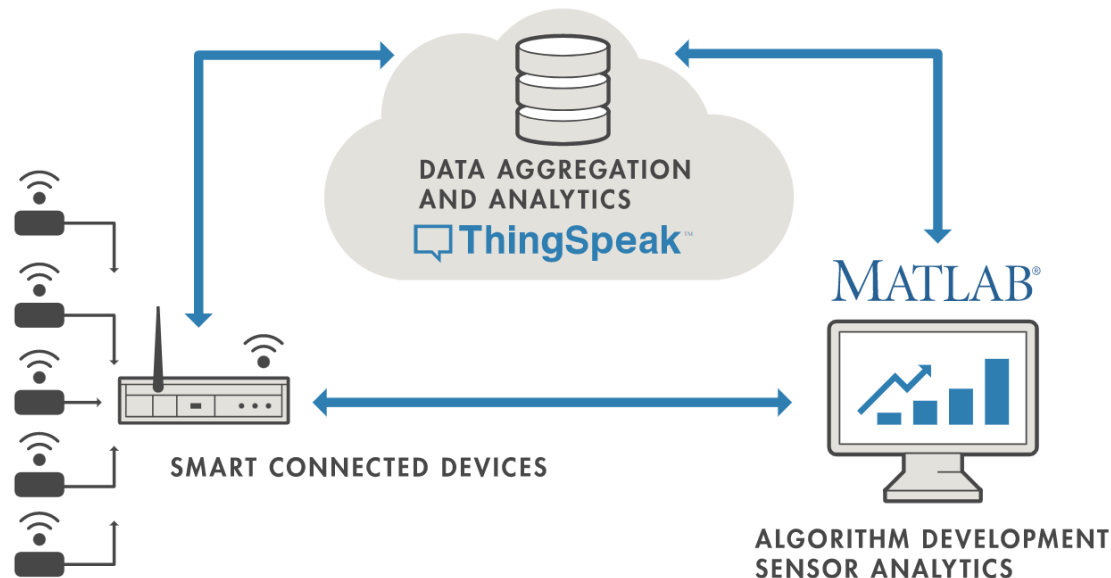 DATA AGGREGATION
AND ANALYTICS
ThingSpeak™
MATLAB®
SMART CONNECTED DEVICES
ALGORITHM DEVELOPMENT
SENSOR ANALYTICS